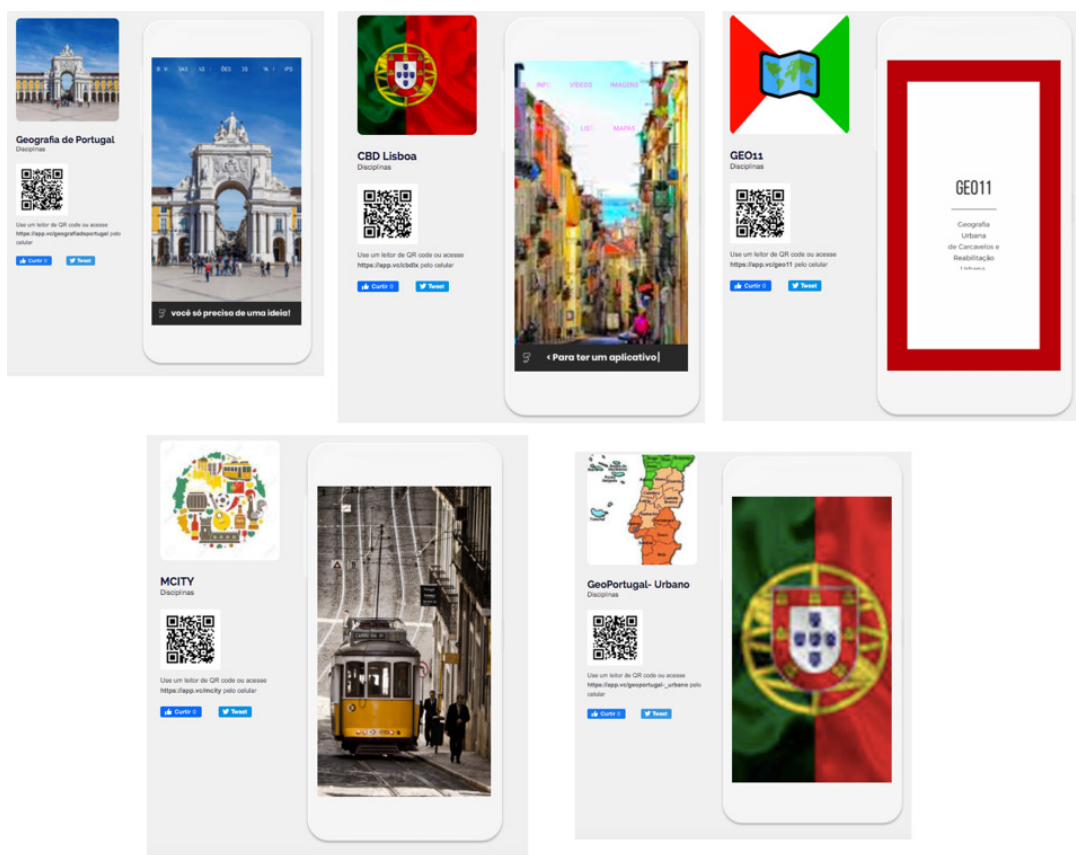 Geografia de Portugal
Disciplinas
Use um leitor de QR code ou acesse
https://app.vc/geografiadeportugal pelo
celular
Curtir 0
Tweet
você só precisa de uma ideia!
CBD Lisboa
Disciplinas
Use um leitor de QR code ou acesse
https://app.vc/cbdlx pelo celular
Curtir 0
Tweet
INFO VÍDEOS IMAGENS
LIST MAPAS
< Para ter um aplicativo|
GEO11
Disciplinas
Use um leitor de QR code ou acesse
https://app.vc/geo11 pelo celular
Curtir 0
Tweet
GEO11
Geografia
Urbana
de Carcavelos e
Reabilitação
MCITY
Disciplinas
Use um leitor de QR code ou acesse
https://app.vc/mcity pelo celular
Curtir 0
Tweet
GeoPortugal- Urbano
Disciplinas
Use um leitor de QR code ou acesse
https://app.vc/geoportugal-_urbano pelo
celular
Curtir 0
Tweet